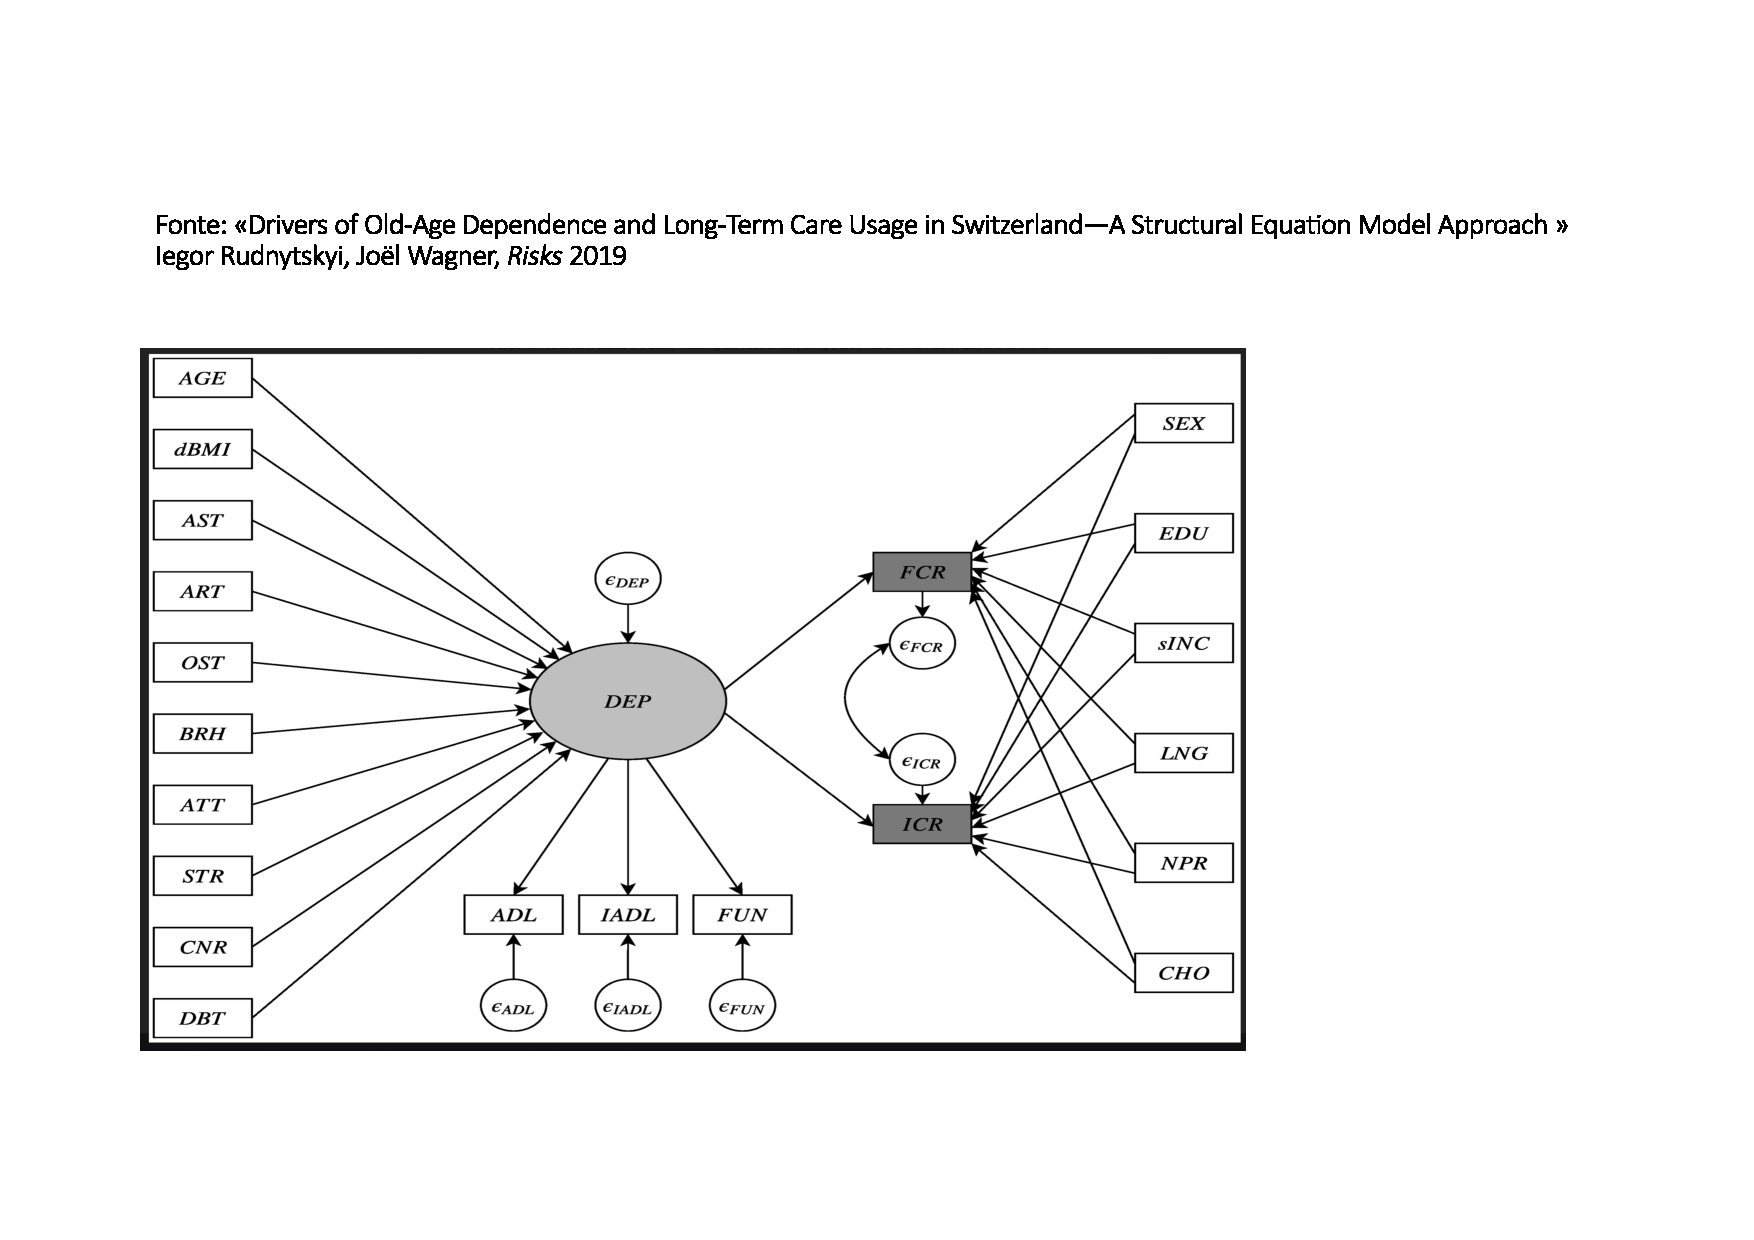 Fonte: «Drivers of Old-Age Dependence and Long-Term Care Usage in Switzerland—A Structural Equation Model Approach »
Iegor Rudnytskyi, Joël Wagner, Risks 2019
AGE
dBMI
AST
ART
OST
BRH
ATT
STR
CNR
DBT
ϵDEP
DEP
ADL
IADL
FUN
ϵADL
ϵIADL
ϵFUN
FCR
ϵFCR
ϵICR
ICR
SEX
EDU
sINC
LNG
NPR
CHO